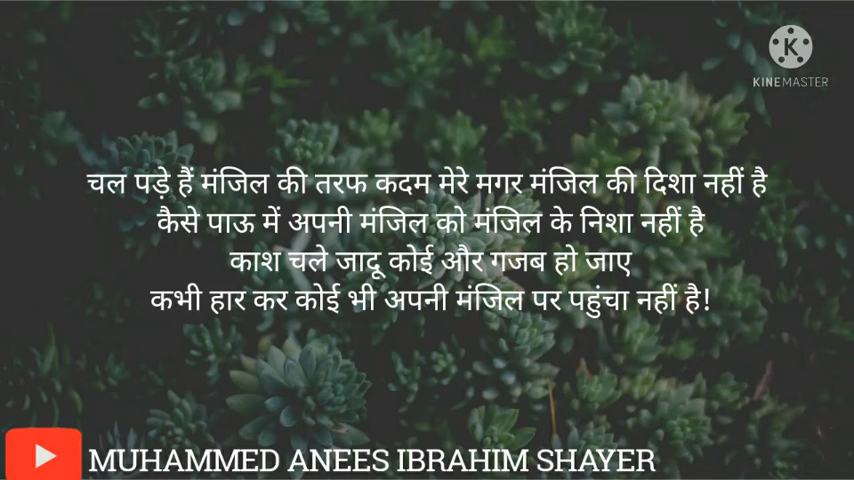 KINEMASTER
चल पड़े हैं मंजिल की तरफ कदम मेरे मगर मंजिल की दिशा नहीं है
कैसे पाऊ में अपनी मंजिल को मंजिल के निशा नहीं है
काश चले जादू कोई और गजब हो जाए
कभी हार कर कोई भी अपनी मंजिल पर पहुंचा नहीं है!
MUHAMMED ANEES IBRAHIM SHAYER